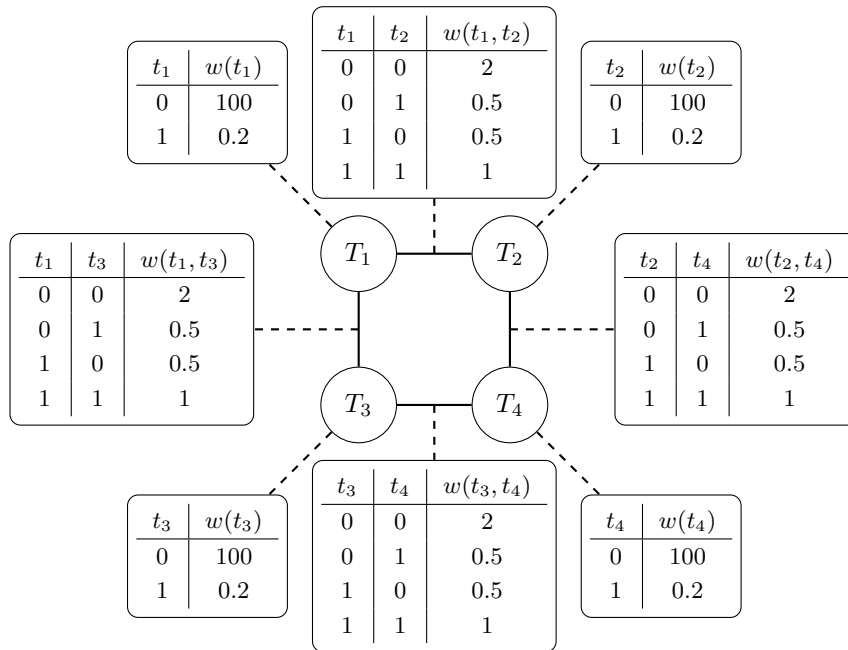 t₁ t₂ w(t₁, t₂)
0 0 2
0 1 0.5
1 0 0.5
1 1 1
t₁ w(t₁)
0 100
1 0.2
t₂ w(t₂)
0 100
1 0.2
T₁
T₂
t₁ t₃ w(t₁, t₃)
0 0 2
0 1 0.5
1 0 0.5
1 1 1
t₂ t₄ w(t₂, t₄)
0 0 2
0 1 0.5
1 0 0.5
1 1 1
T₃
T₄
t₃ t₄ w(t₃, t₄)
0 0 2
0 1 0.5
1 0 0.5
1 1 1
t₃ w(t₃)
0 100
1 0.2
t₄ w(t₄)
0 100
1 0.2